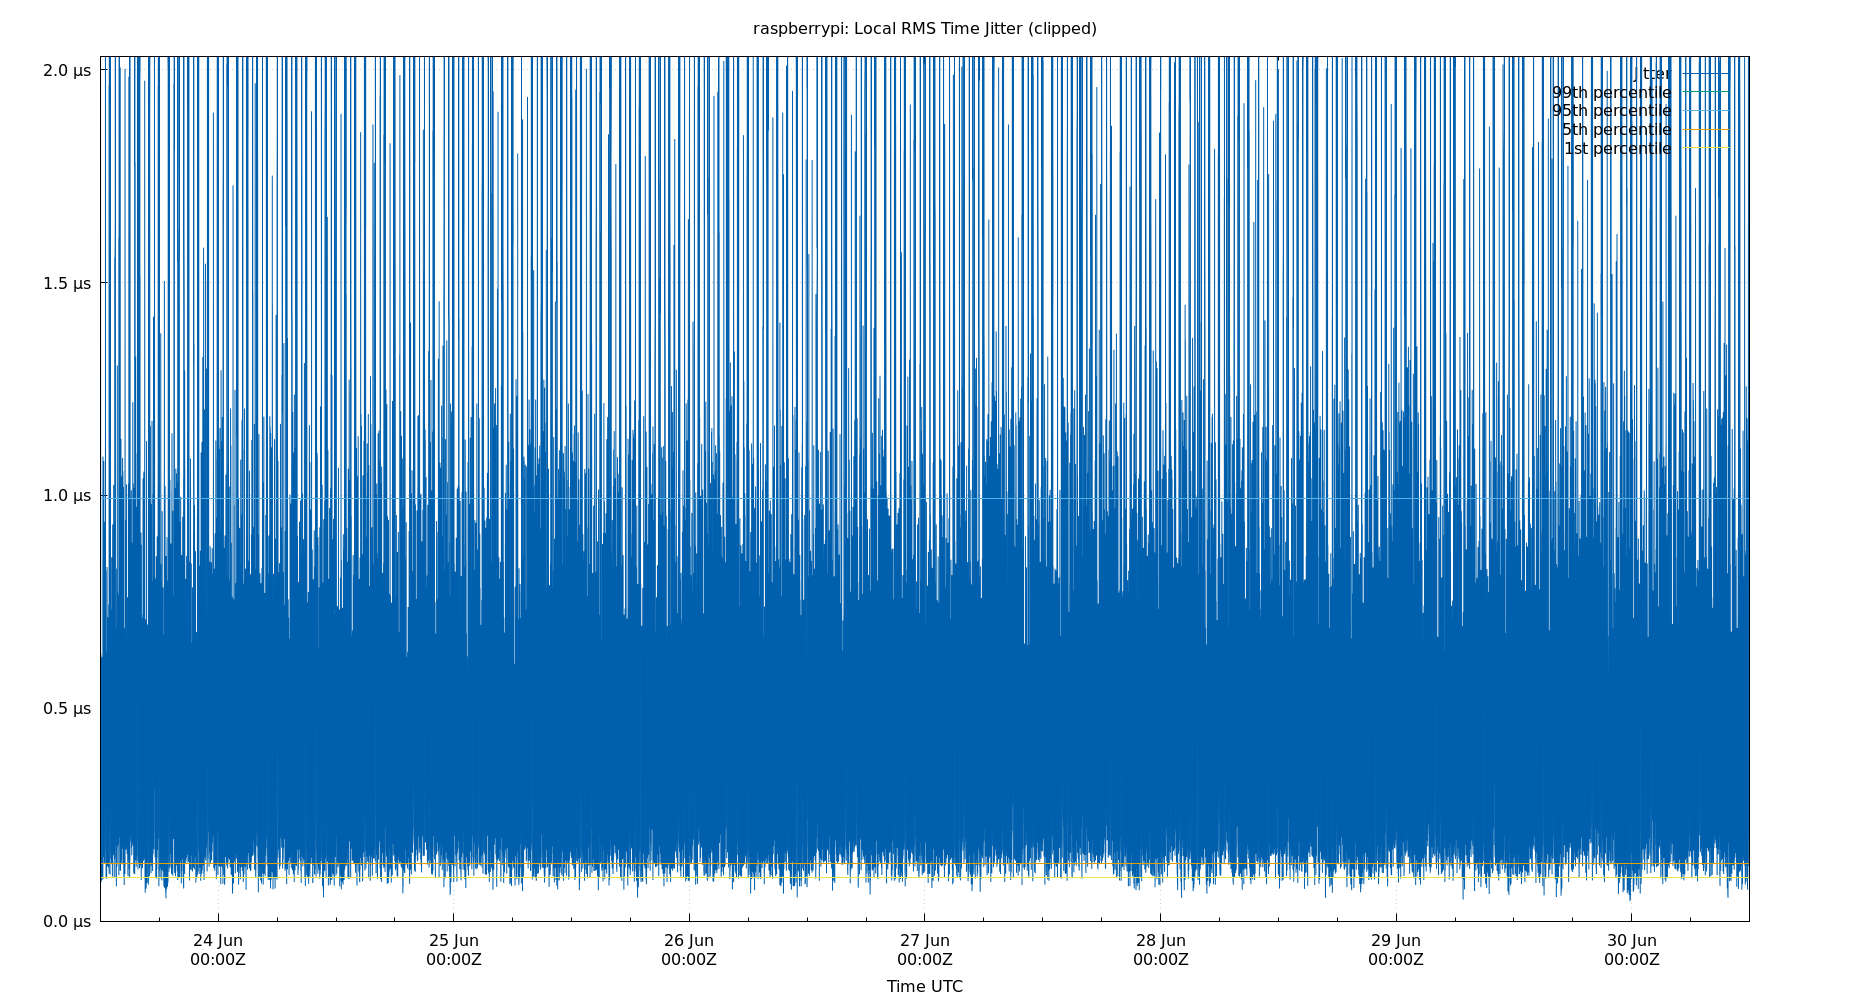 raspberrypi: Local RMS Time Jitter (clipped)
2.0 μs
1.5 μs
1.0 μs
0.5 μs
0.0 μs
jitter
99th percentile
95th percentile
5th percentile
1st percentile
24 Jun 25 Jun 26 Jun 27 Jun 28 Jun 29 Jun 30 Jun
00:00Z 00:00Z 00:00Z 00:00Z 00:00Z 00:00Z 00:00Z
Time UTC